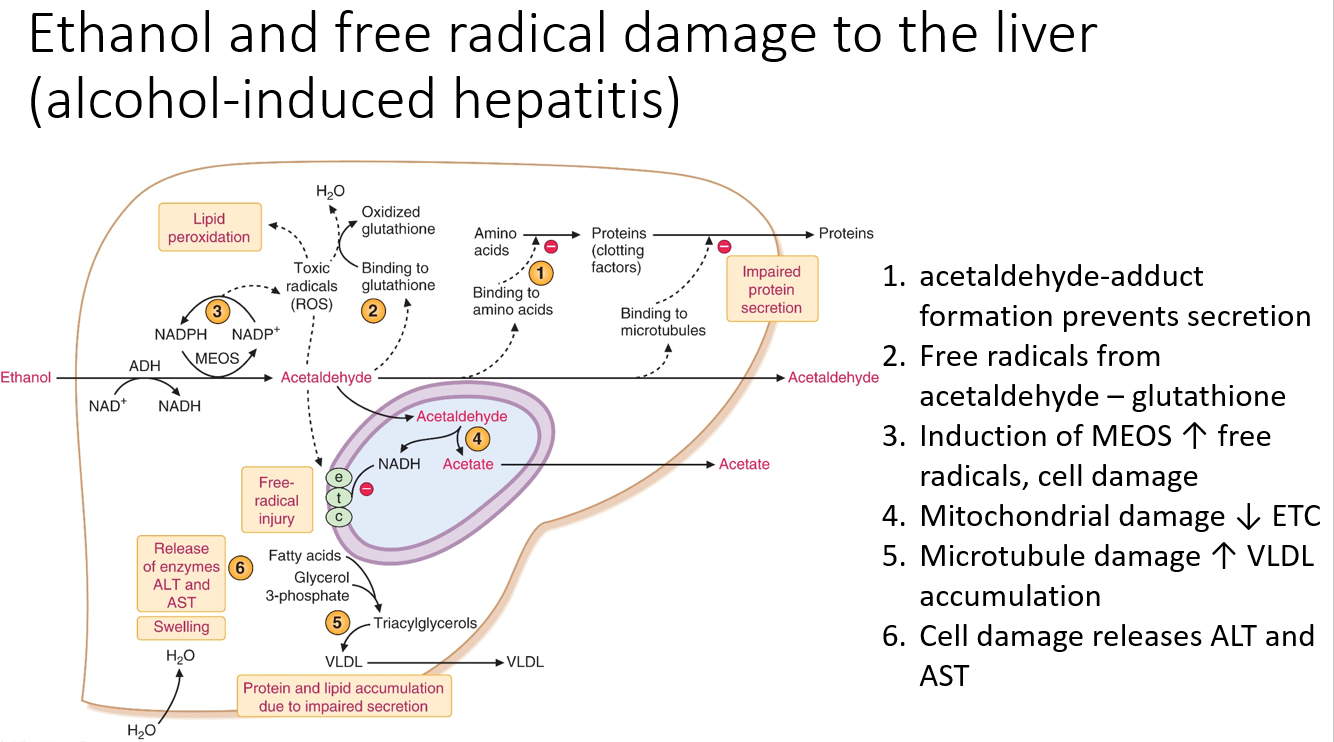 Ethanol and free radical damage to the liver
(alcohol-induced hepatitis)
H₂O
Lipid
peroxidation
Oxidized
glutathione
Toxic
radicals
(ROS)
Binding to
glutathione
2
3
NADPH
NADP⁺
MEOS
Amino
acids
Proteins
(clotting
factors)
Proteins
1
Binding to
amino acids
Binding to
microtubules
Impaired
protein
secretion
Ethanol
ADH
NAD⁺
NADH
Acetaldehyde
Acetaldehyde
Acetaldehyde
4
NADH
Acetate
Acetate
e
t
c
Free-
radical
injury
Release
of enzymes
ALT and
AST
6
Swelling
H₂O
H₂O
Fatty acids
Glycerol
3-phosphate
5
Triacylglycerols
VLDL
VLDL
Protein and lipid accumulation
due to impaired secretion
1. acetaldehyde-adduct
formation prevents secretion
2. Free radicals from
acetaldehyde – glutathione
3. Induction of MEOS ↑ free
radicals, cell damage
4. Mitochondrial damage ↓ ETC
5. Microtubule damage ↑ VLDL
accumulation
6. Cell damage releases ALT and
AST